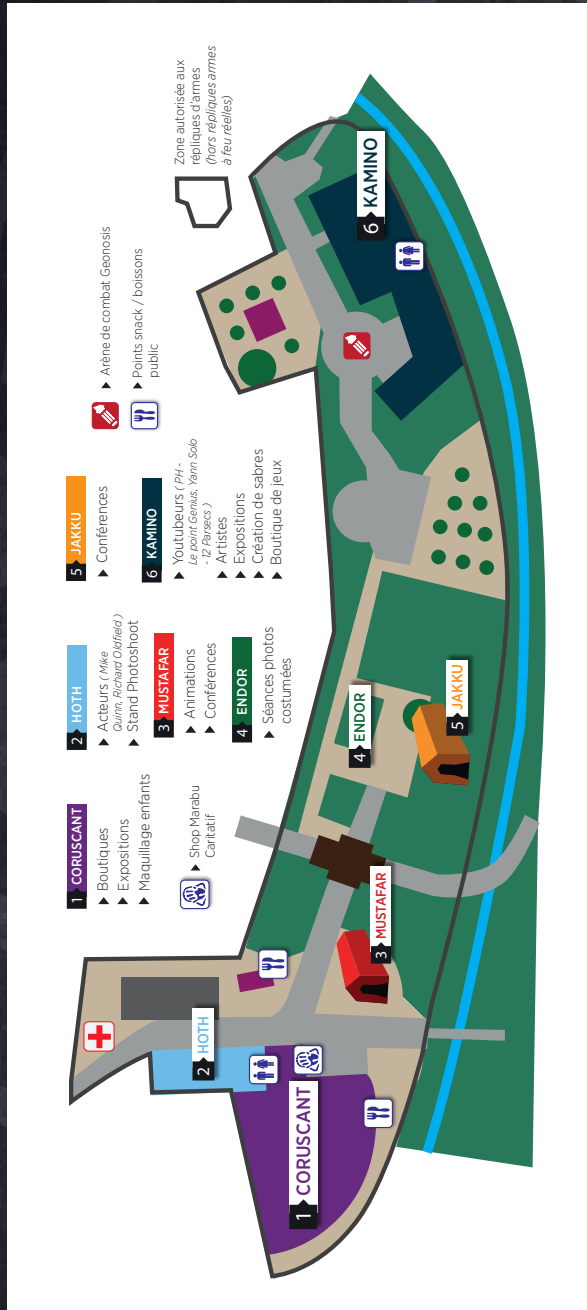 1 CORUSCANT
▶ Boutiques
▶ Expositions
▶ Maquillage enfants
▶ Shop Marabu
Caritatif
2 HOTH
▶ Acteurs ( Mike
Quinn, Richard Oldfield )
▶ Stand Photoshoot
3 MUSTAFAR
▶ Animations
▶ Conférences
4 ENDOR
▶ Séances photos
costumées
5 JAKKU
▶ Conférences
6 KAMINO
▶ Youtubeurs ( PH -
Le point Genius, Yann Solo
- 12 Parsecs )
▶ Artistes
▶ Expositions
▶ Création de sabres
▶ Boutique de jeux
▶ Arène de combat Geonosis
▶ Points snack / boissons
public
Zone autorisée aux
répliques d'armes
(hors répliques armes
à feu réelles)
1 CORUSCANT
2 HOTH
3 MUSTAFAR
4 ENDOR
5 JAKKU
6 KAMINO